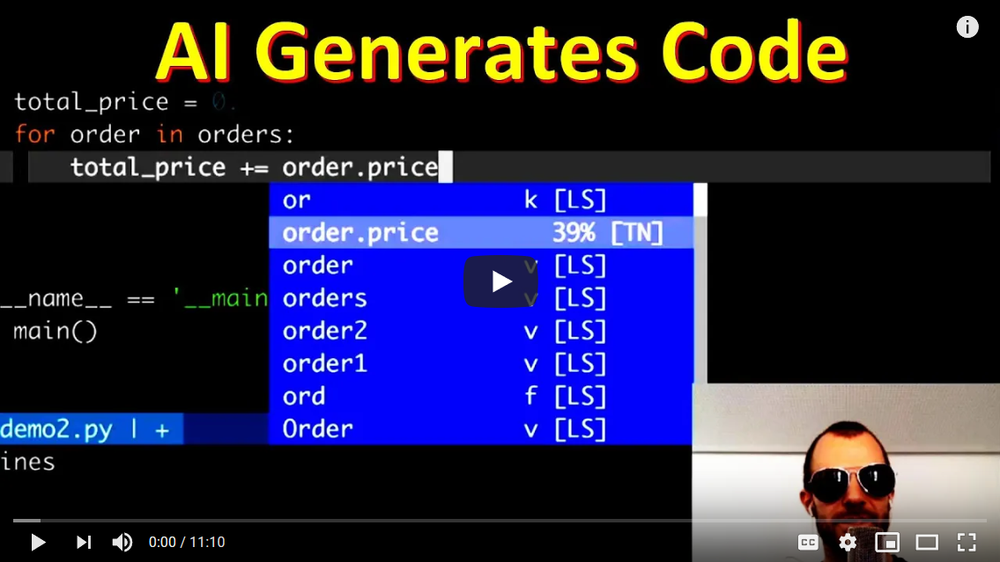 AI Generates Code
total_price = 0.
for order in orders:
total_price += order.price
or k [LS]
order.price 39% [TN]
order v [LS]
__name__ == '__main
orders v [LS]
main()
order2 v [LS]
order1 v [LS]
ord f [LS]
demo2.py | +
Order v [LS]
ines
0:00 / 11:10
CC